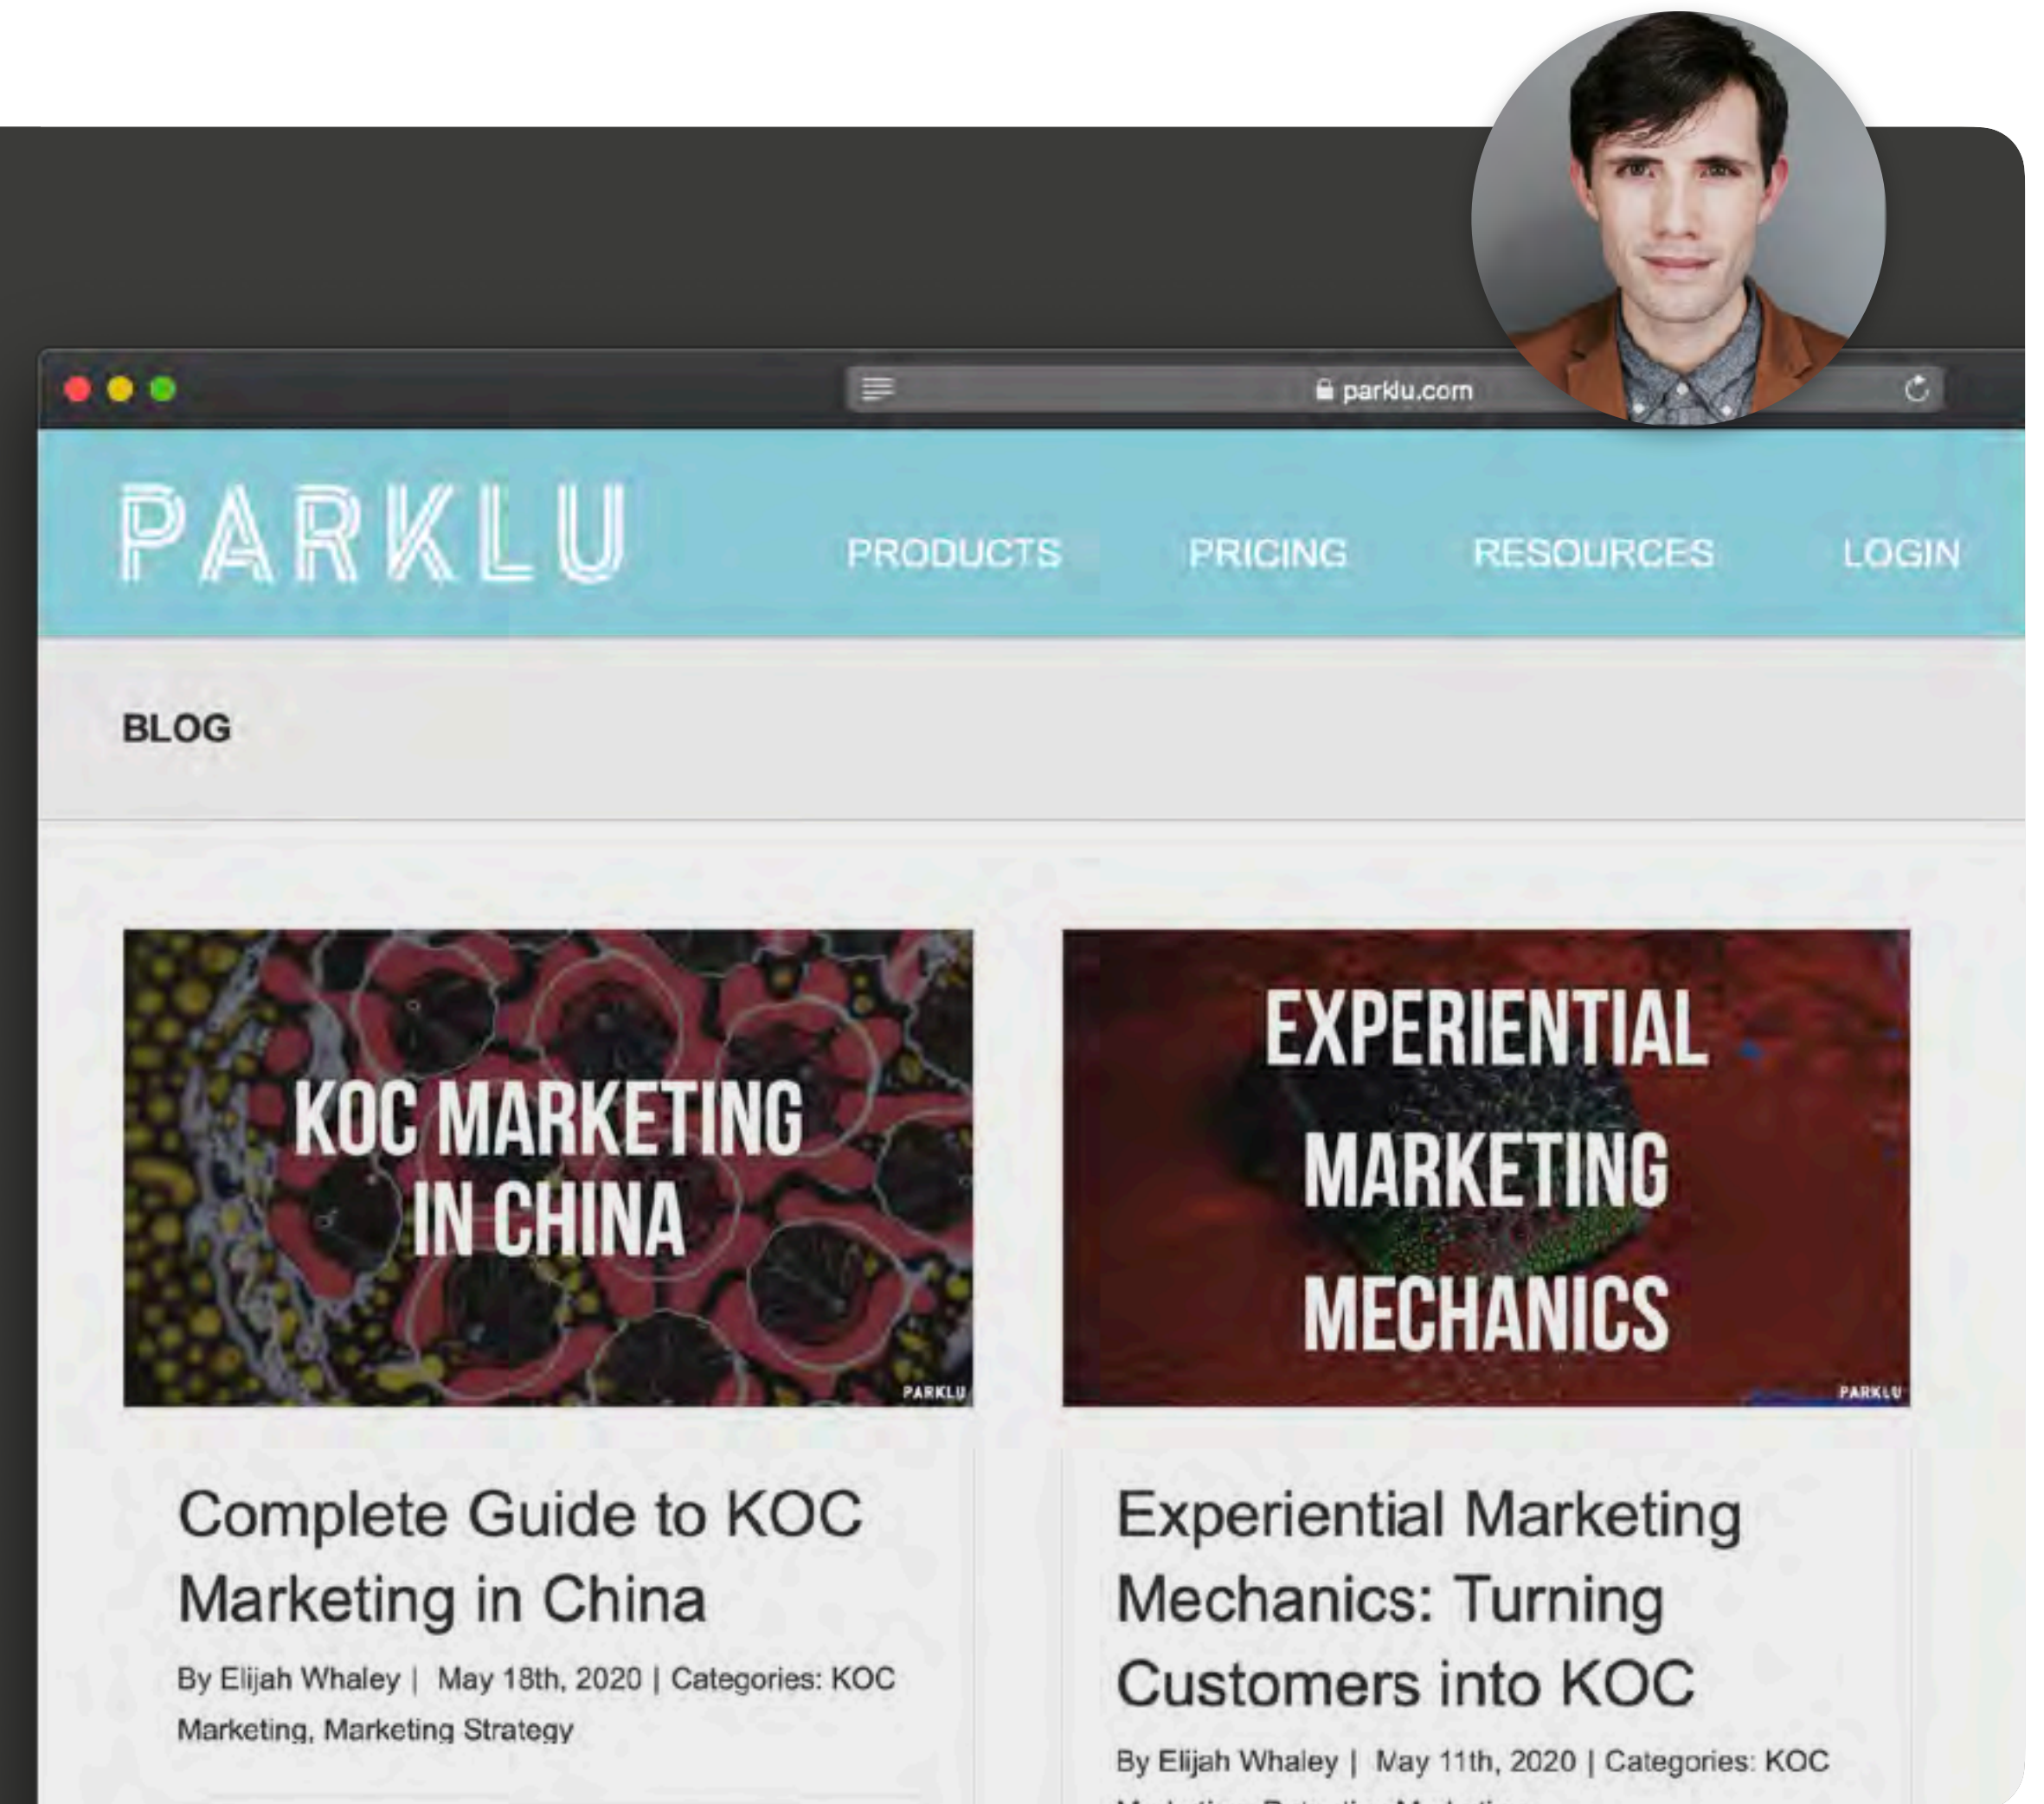 parklu.com
PARKLU
PRODUCTS
PRICING
RESOURCES
LOGIN
BLOG
KOC MARKETING
IN CHINA
PARKLU
Complete Guide to KOC
Marketing in China
By Elijah Whaley | May 18th, 2020 | Categories: KOC
Marketing, Marketing Strategy
EXPERIENTIAL
MARKETING
MECHANICS
PARKLU
Experiential Marketing
Mechanics: Turning
Customers into KOC
By Elijah Whaley | May 11th, 2020 | Categories: KOC